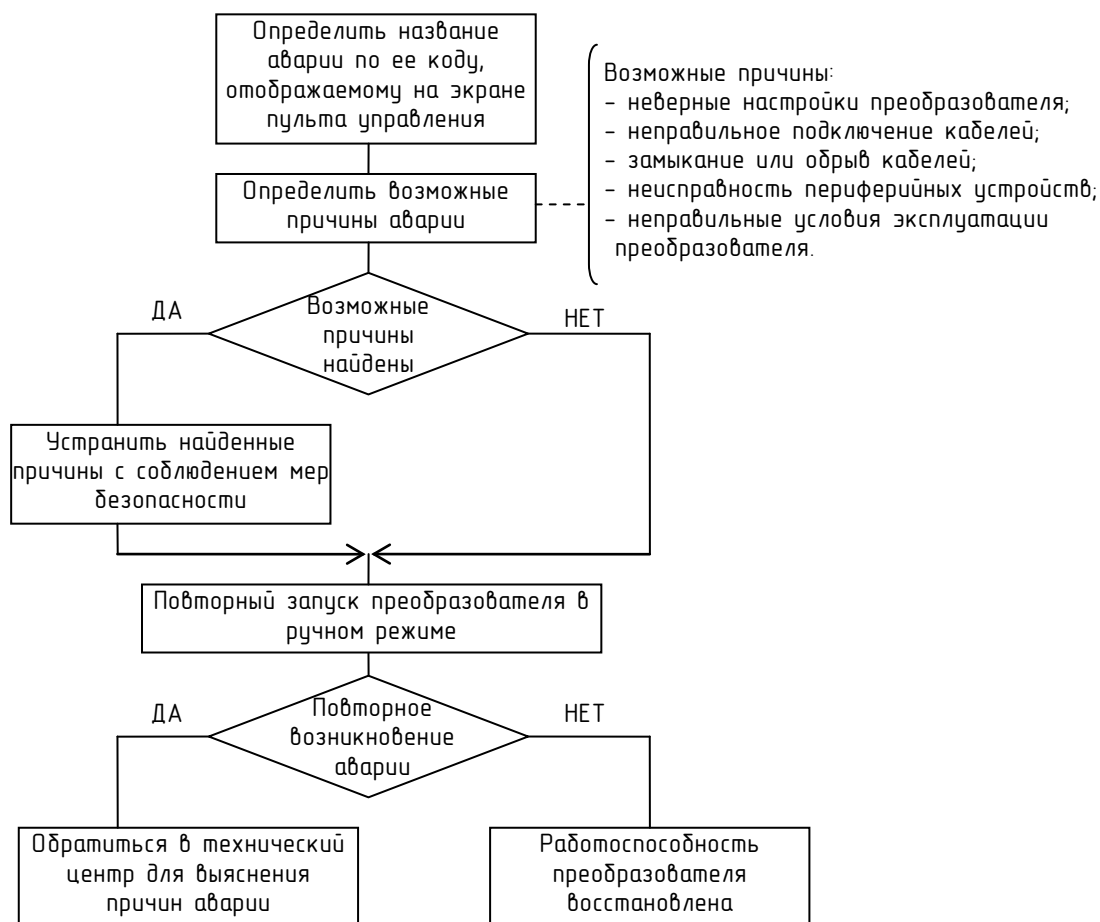 Определить название
аварии по ее коду,
отображаемому на экране
пульта управления
Возможные причины:
- неверные настройки преобразователя;
- неправильное подключение кабелей;
- замыкание или обрыв кабелей;
- неисправность периферийных устройств;
- неправильные условия эксплуатации
преобразователя.
Определить возможные
причины аварии
Возможные
причины
найдены
ДА
НЕТ
Устранить найденные
причины с соблюдением мер
безопасности
Повторный запуск преобразователя в
ручном режиме
Повторное
возникновение
аварии
ДА
НЕТ
Обратиться в технический
центр для выяснения
причин аварии
Работоспособность
преобразователя
восстановлена